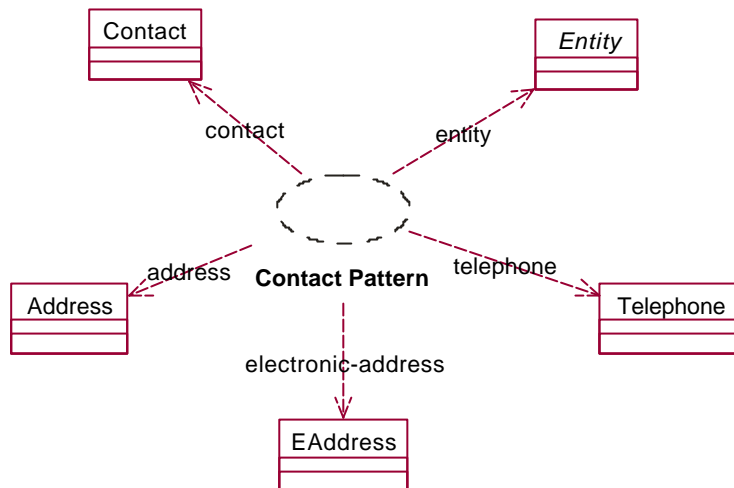 Contact
Entity
contact
entity
address
Contact Pattern
telephone
Address
Telephone
electronic-address
EAddress